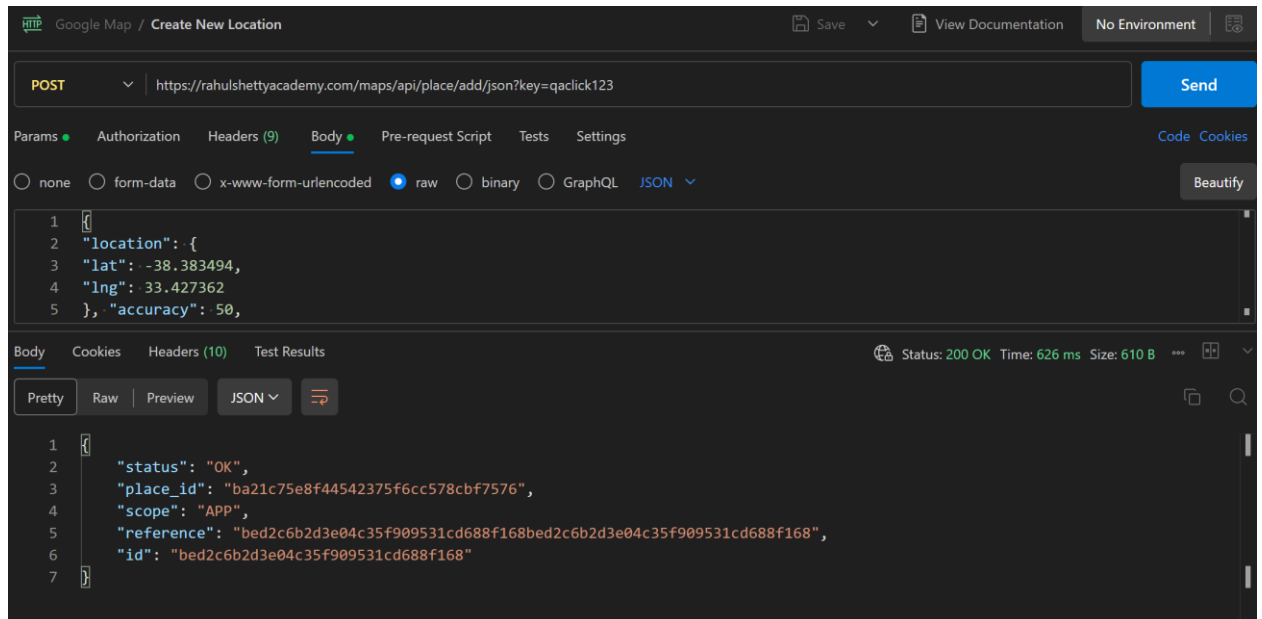 HTTP Google Map / Create New Location Save View Documentation No Environment
POST https://rahulshettyacademy.com/maps/api/place/add/json?key=qaclick123 Send
Params Authorization Headers (9) Body Pre-request Script Tests Settings Code Cookies
none form-data x-www-form-urlencoded raw binary GraphQL JSON Beautify
1 {
2 "location": {
3 "lat": -38.383494,
4 "lng": 33.427362
5 }, "accuracy": 50,
Body Cookies Headers (10) Test Results Status: 200 OK Time: 626 ms Size: 610 B
Pretty Raw Preview JSON
1 {
2 "status": "OK",
3 "place_id": "ba21c75e8f44542375f6cc578cbf7576",
4 "scope": "APP",
5 "reference": "bed2c6b2d3e04c35f909531cd688f168bed2c6b2d3e04c35f909531cd688f168",
6 "id": "bed2c6b2d3e04c35f909531cd688f168"
7 }